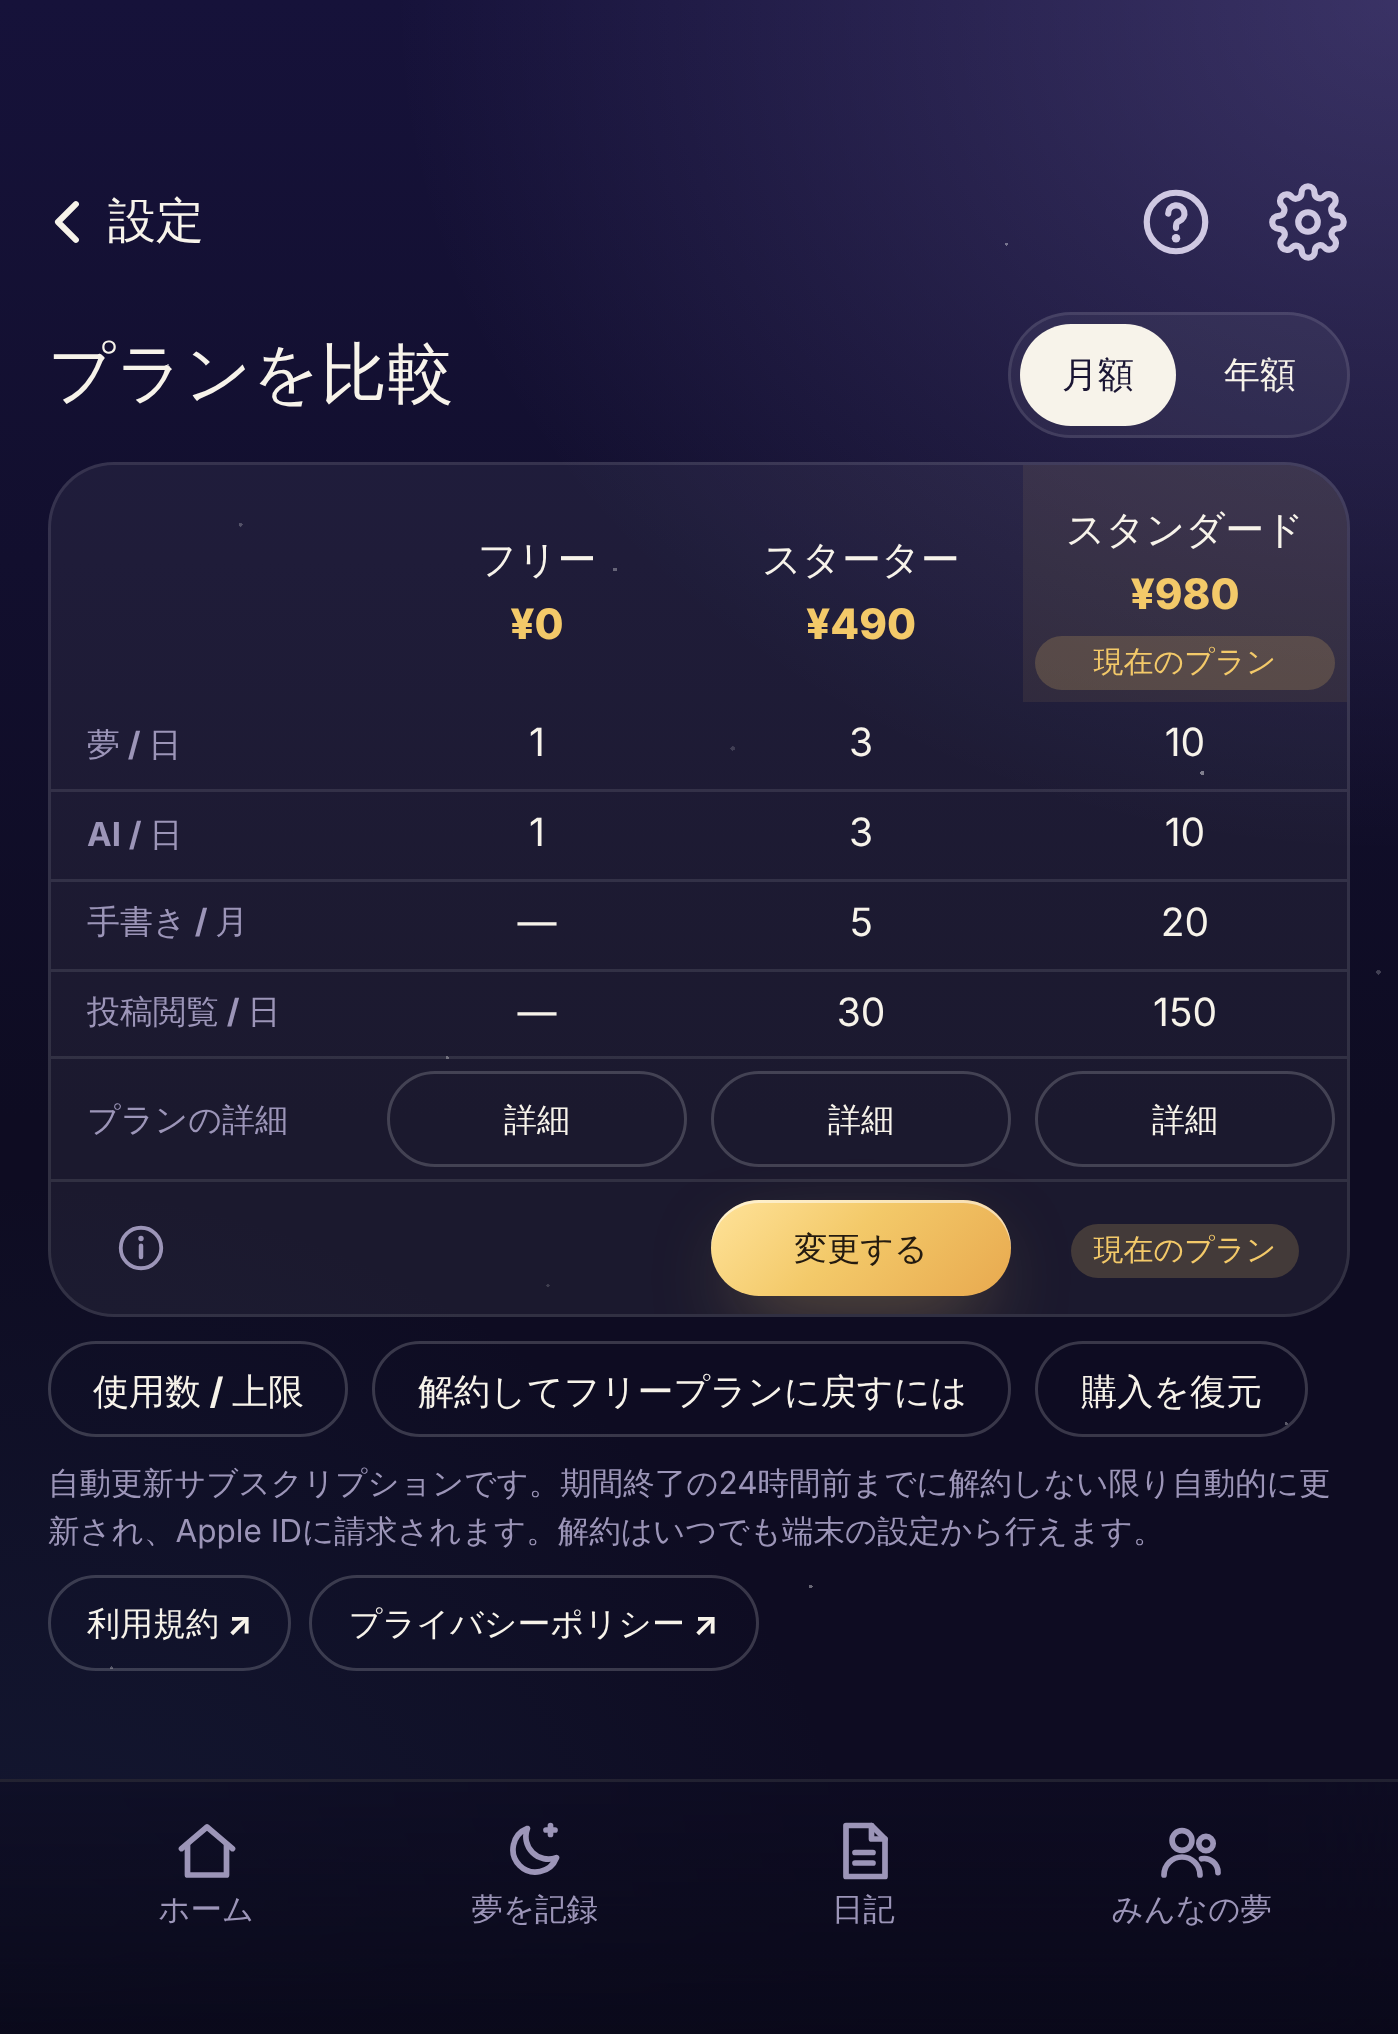 設定
プランを比較
月額 年額
フリー スターター スタンダード
¥0 ¥490 ¥980
現在のプラン
夢 / 日 1 3 10
AI / 日 1 3 10
手書き / 月 — 5 20
投稿閲覧 / 日 — 30 150
プランの詳細 詳細 詳細 詳細
変更する 現在のプラン
使用数 / 上限 解約してフリープランに戻すには 購入を復元
自動更新サブスクリプションです。期間終了の24時間前までに解約しない限り自動的に更
新され、Apple IDに請求されます。解約はいつでも端末の設定から行えます。
利用規約 プライバシーポリシー
ホーム 夢を記録 日記 みんなの夢